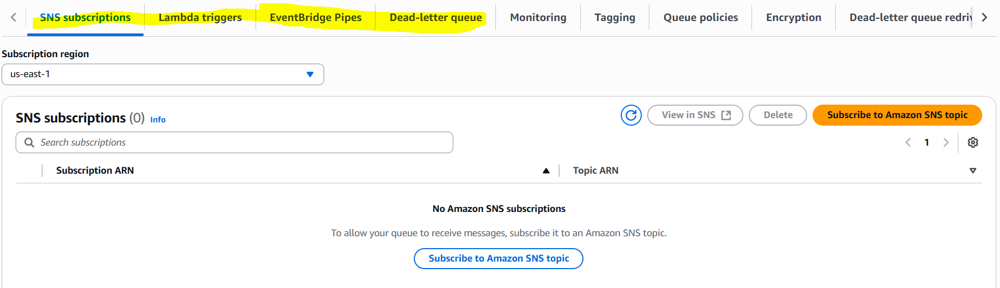 SNS subscriptions Lambda triggers EventBridge Pipes Dead-letter queue Monitoring Tagging Queue policies Encryption Dead-letter queue
Subscription region
us-east-1
SNS subscriptions (0) Info View in SNS Delete Subscribe to Amazon SNS topic
Search subscriptions 1
Subscription ARN Topic ARN
No Amazon SNS subscriptions
To allow your queue to receive messages, subscribe it to an Amazon SNS topic.
Subscribe to Amazon SNS topic